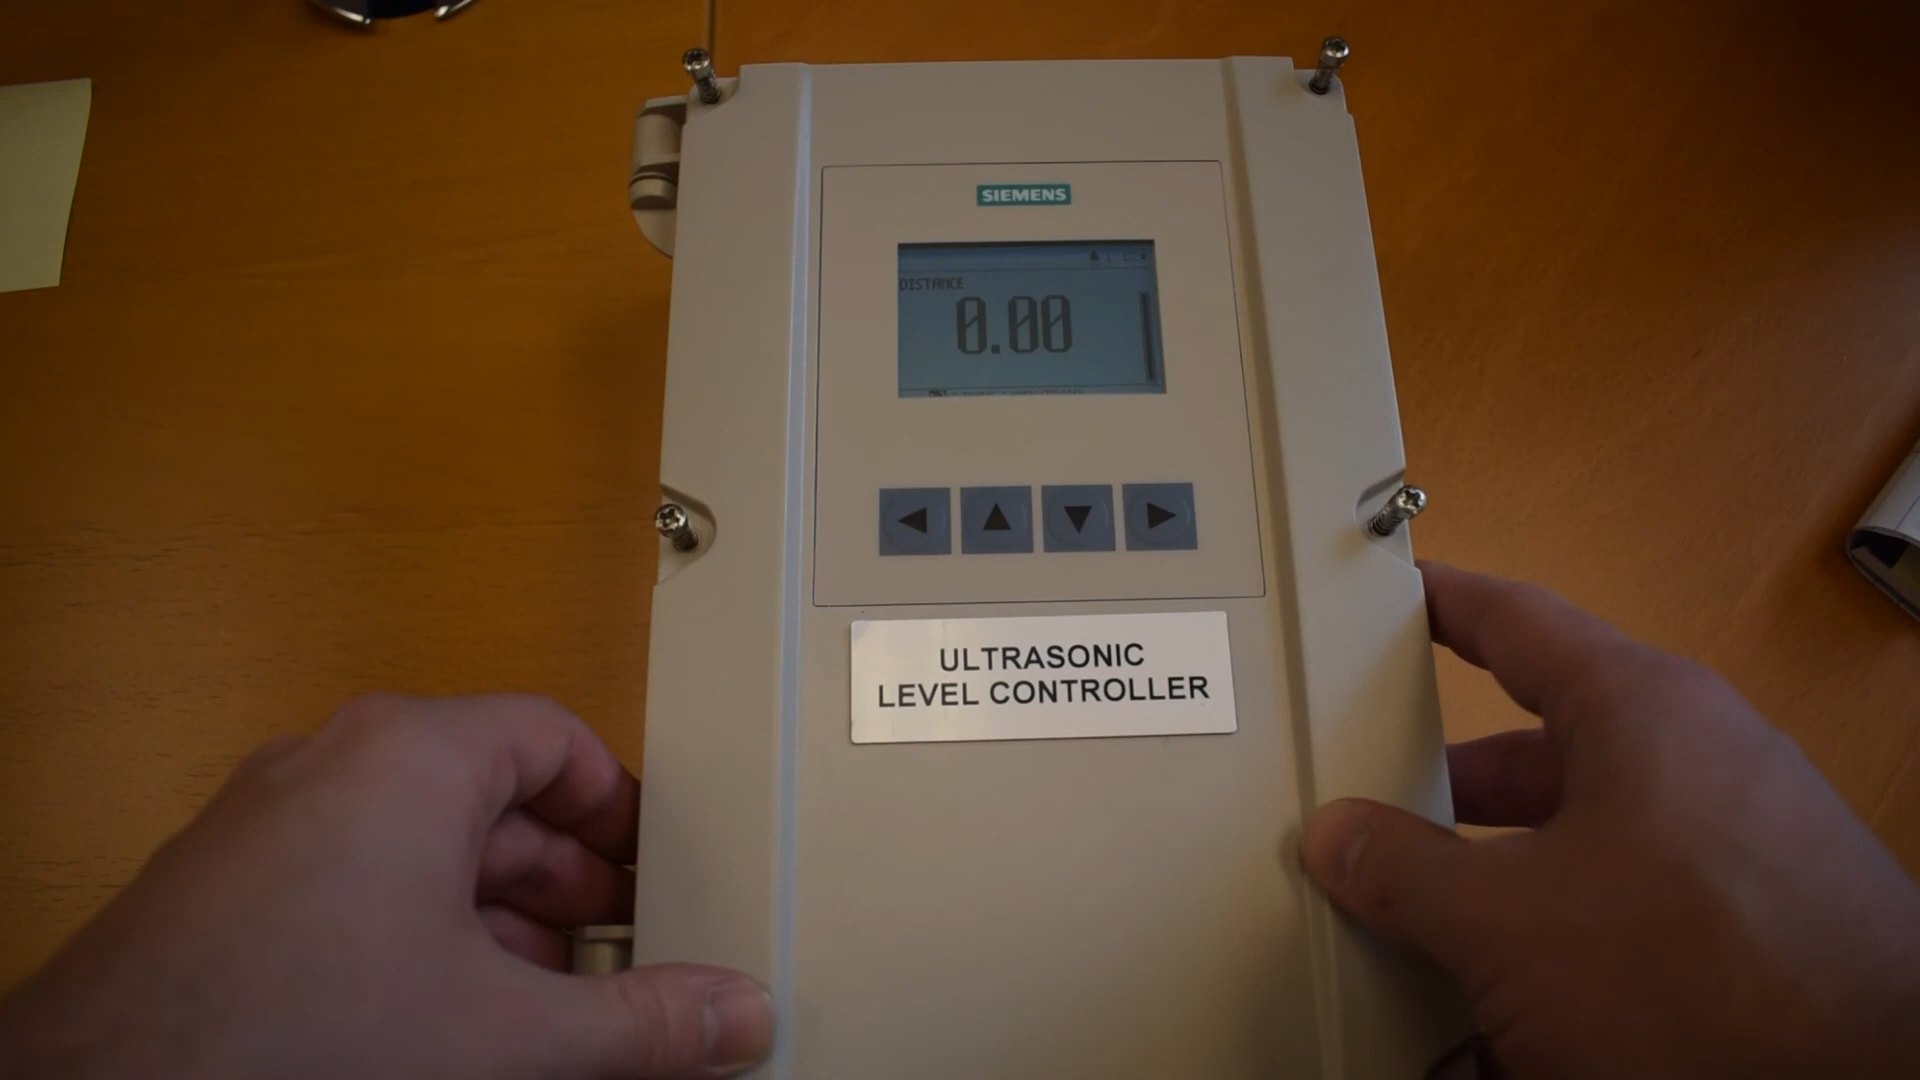 SIEMENS
DISTANCE
0.00
ULTRASONIC
LEVEL CONTROLLER